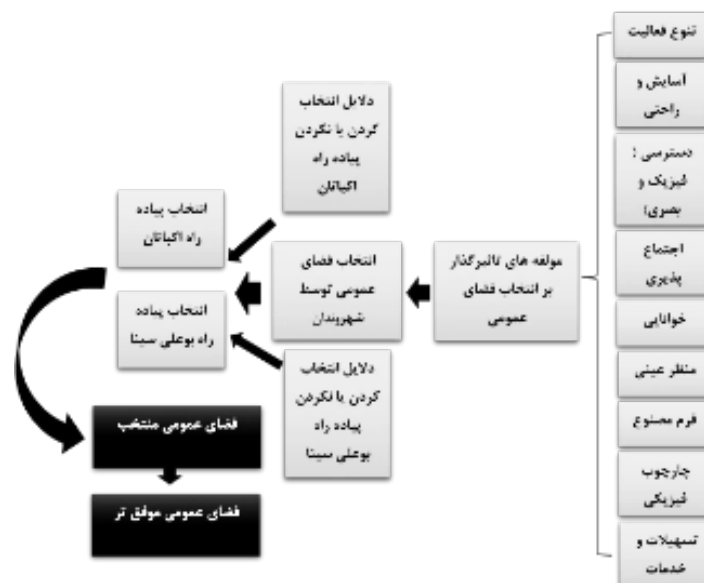 تنوع فعالیت
آسایش و
راحتی
دسترسی (
فیزیک و
بصری)
اجتماع
پذیری
خوانایی
منظر عینی
فرم مصنوع
چارچوب
فیزیکی
تسهیلات و
خدمات
مولفه های تاثیرگذار
بر انتخاب فضای
عمومی
انتخاب فضای
عمومی توسط
شهروندان
دلایل انتخاب
کردن یا نکردن
پیاده راه
اکباتان
دلایل انتخاب
کردن یا نکردن
پیاده راه
بوعلی سینا
انتخاب پیاده
راه اکباتان
انتخاب پیاده
راه بوعلی سینا
فضای عمومی منتخب
فضای عمومی موفق تر